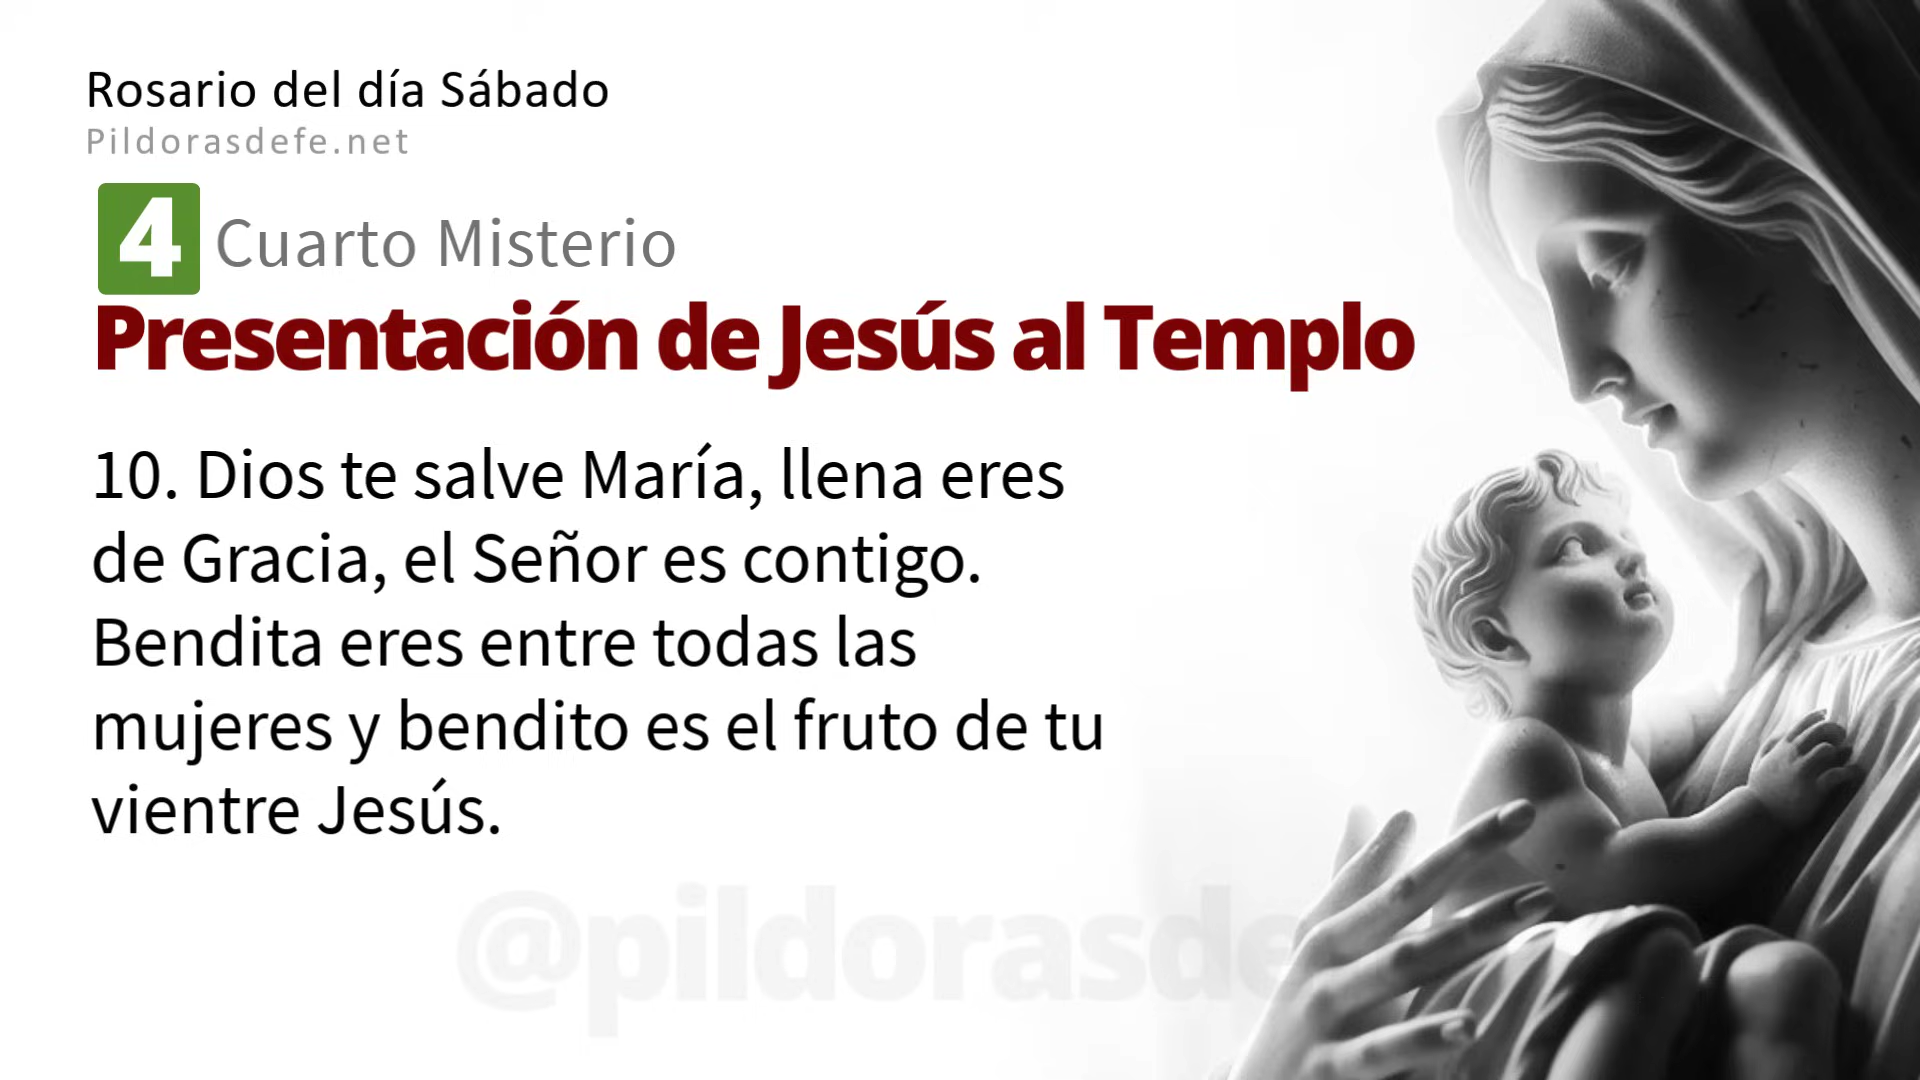 Rosario del día Sábado
Pildorasdefe.net
4 Cuarto Misterio
Presentación de Jesús al Templo
10. Dios te salve María, llena eres
de Gracia, el Señor es contigo.
Bendita eres entre todas las
mujeres y bendito es el fruto de tu
vientre Jesús.
@pildorasde